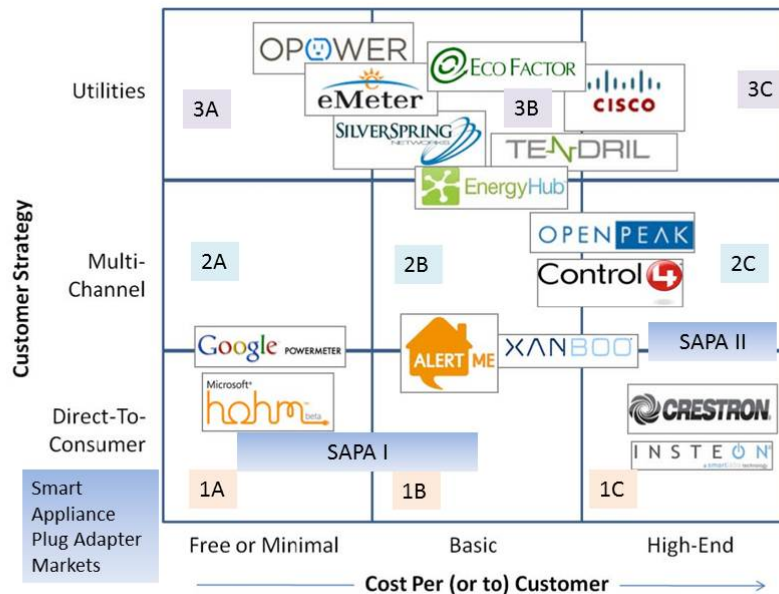 OPOWER
ECOFACTOR
Utilities
eMeter
CISCO
3A
3B
3C
SILVERSPRING
NETWORKS
TENDRIL
EnergyHub
Customer Strategy
Multi-
Channel
OPENPEAK
2A
2B
2C
Control4
Google POWERMETER
ALERT ME
XANBOO
SAPA II
Microsoft®
hohm
beta
Direct-To-
Consumer
CRESTRON
SAPA I
INSTEON
Smart
Appliance
Plug Adapter
Markets
1A
1B
1C
Free or Minimal
Basic
High-End
Cost Per (or to) Customer